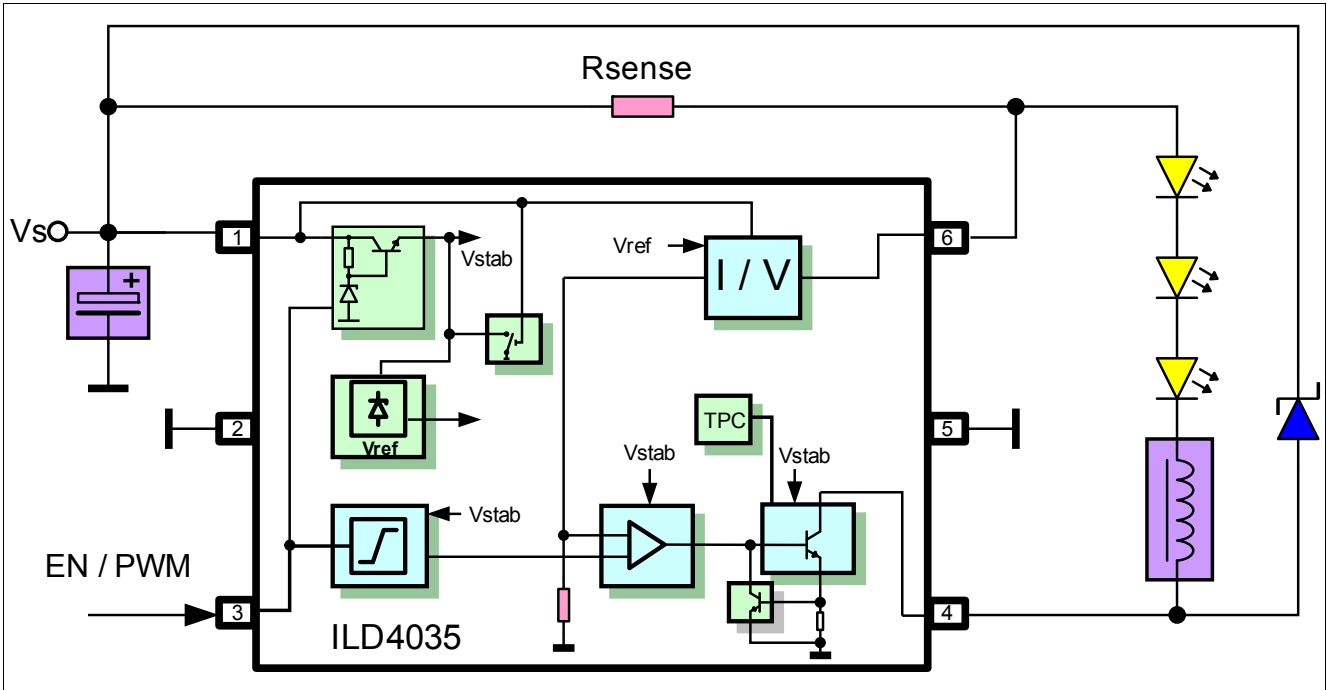 Rsense
Vs
1
6
Vref
Vstab
I / V
+
TPC
2
5
Vref
Vstab
Vstab
Vstab
EN / PWM
3
4
ILD4035